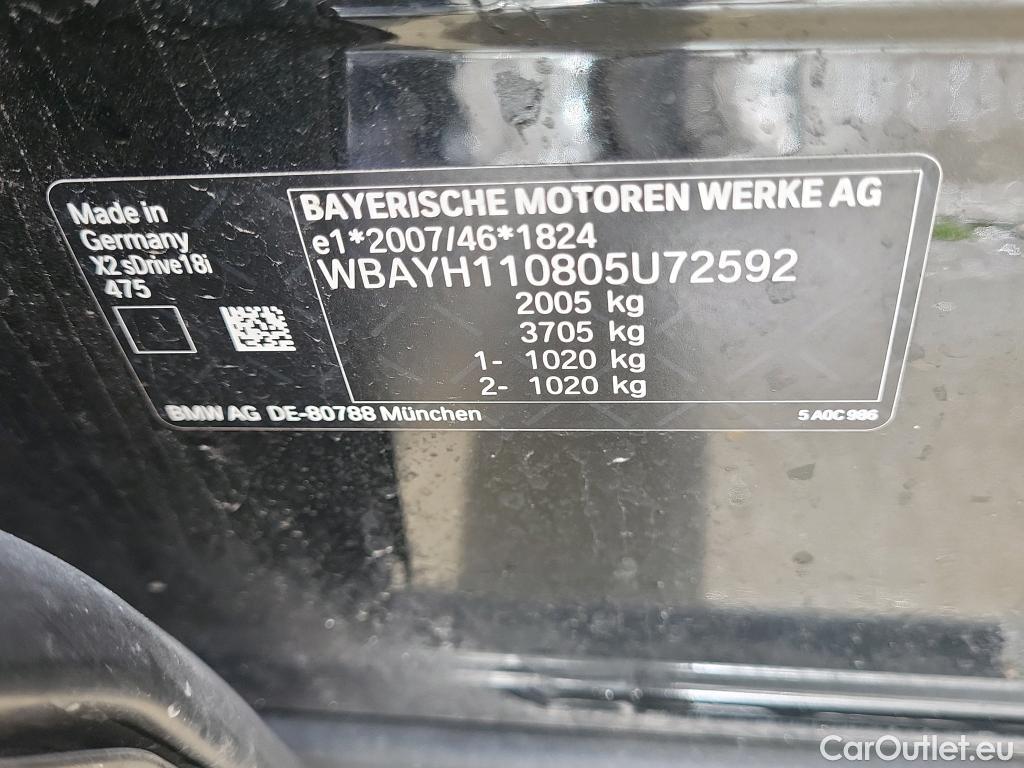 Made in
Germany
X2 sDrive18i
475
BAYERISCHE MOTOREN WERKE AG
e1*2007/46*1824
WBAYH110805U72592
2005 kg
3705 kg
1- 1020 kg
2- 1020 kg
BMW AG DE-80788 München
5 A0C 986
CarOutlet.eu